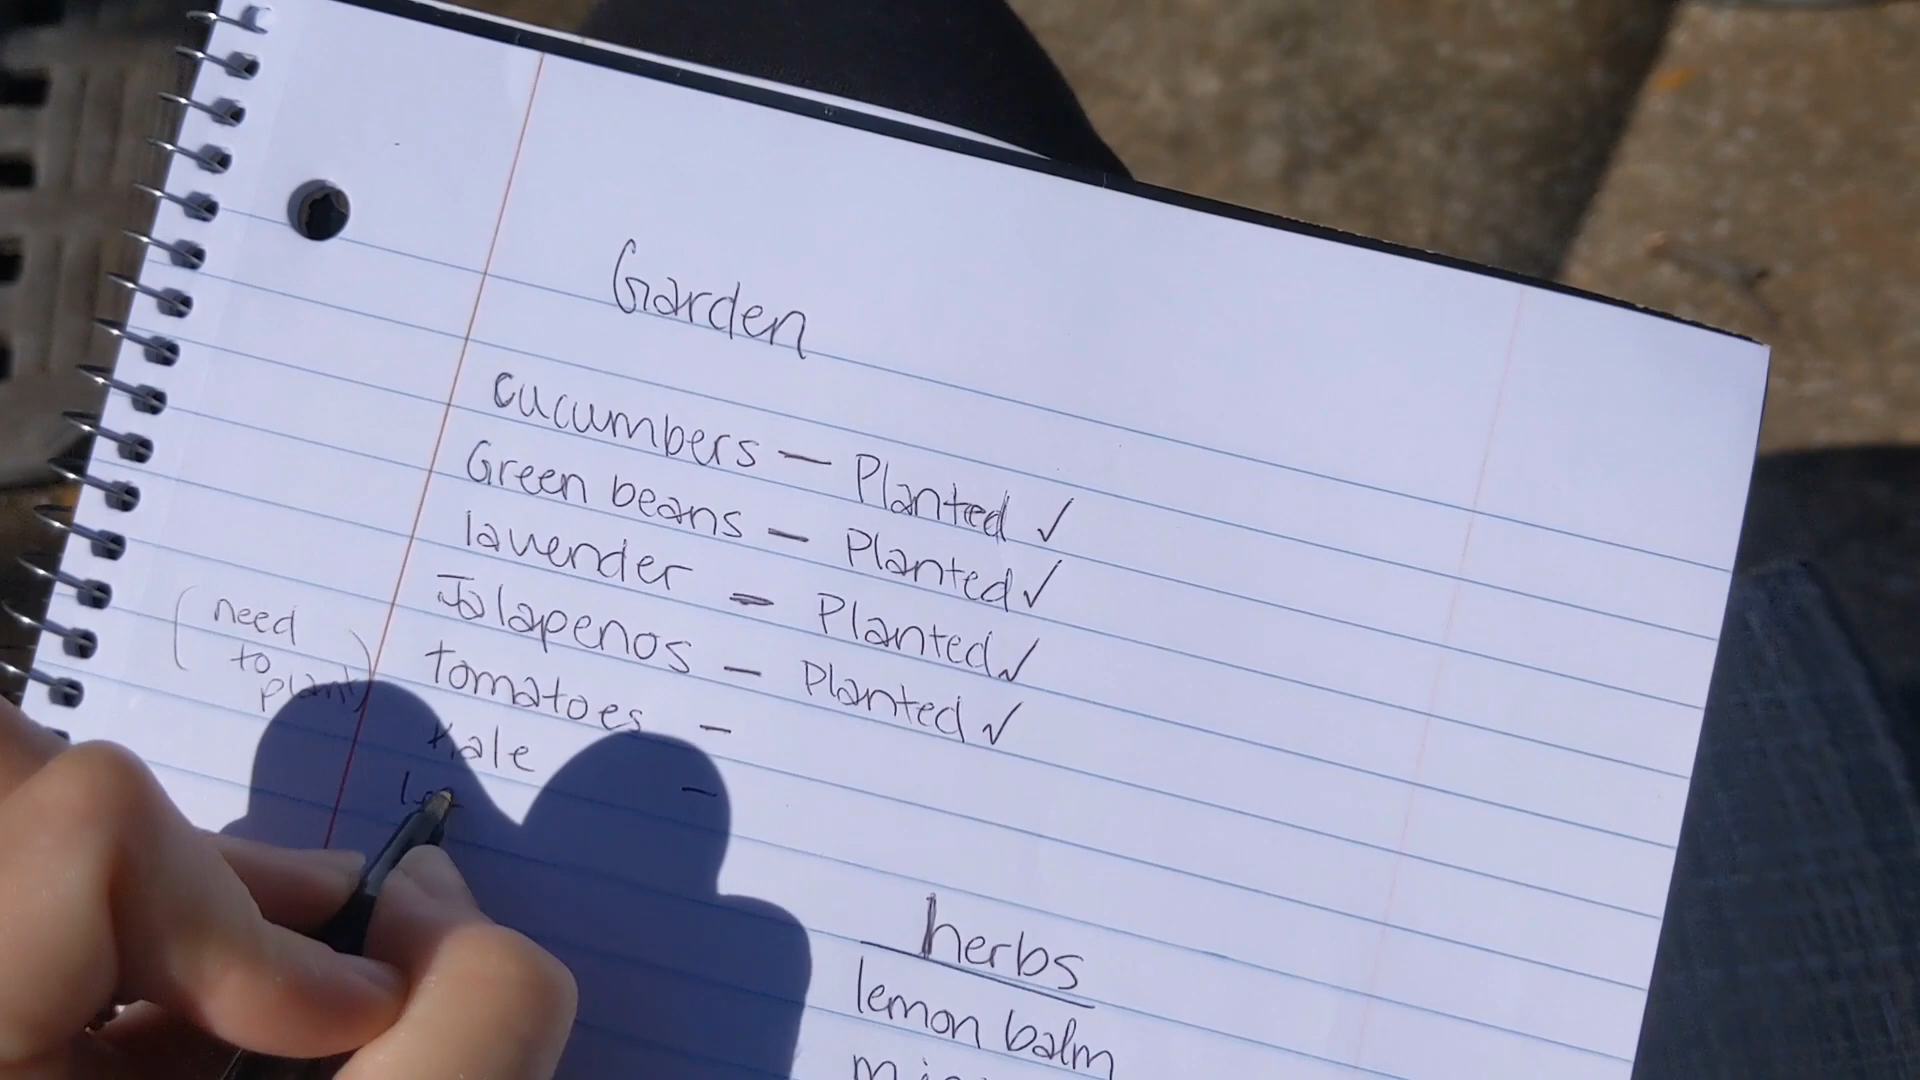 Garden
cucumbers — Planted ✓
Green beans — Planted ✓
lavender — Planted ✓
Jalapenos — Planted ✓
(need
to
plant)
tomatoes —
Kale —
herbs
lemon balm